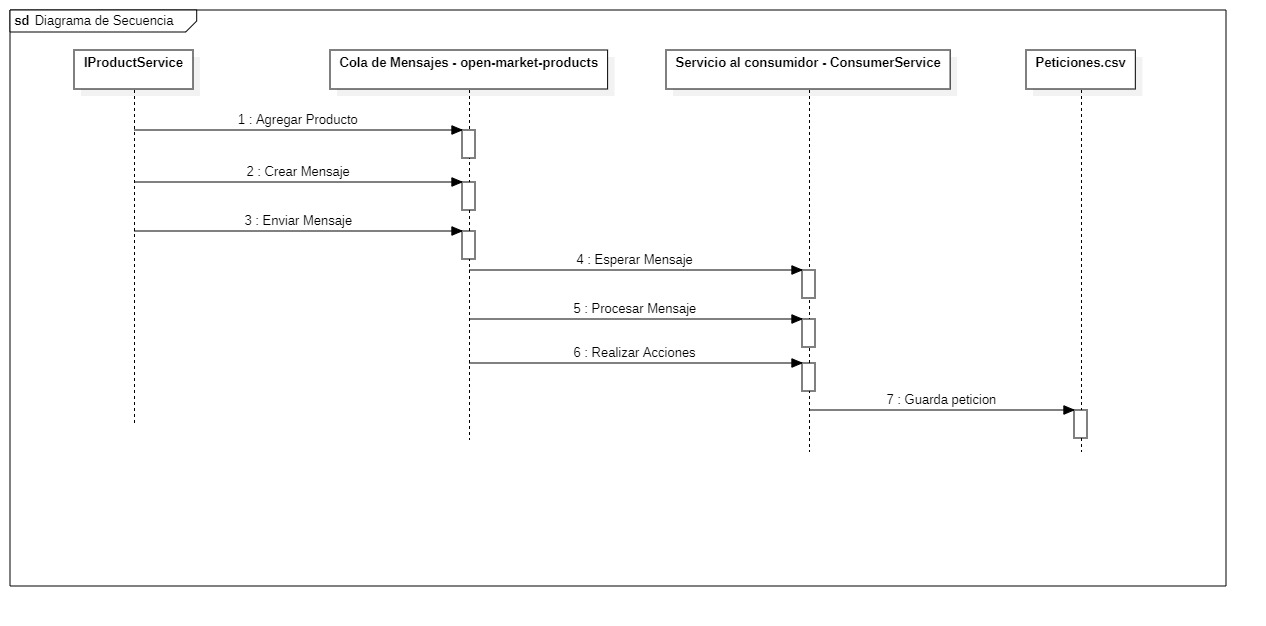 sd Diagrama de Secuencia
IProductService
Cola de Mensajes - open-market-products
Servicio al consumidor - ConsumerService
Peticiones.csv
1 : Agregar Producto
2 : Crear Mensaje
3 : Enviar Mensaje
4 : Esperar Mensaje
5 : Procesar Mensaje
6 : Realizar Acciones
7 : Guarda peticion